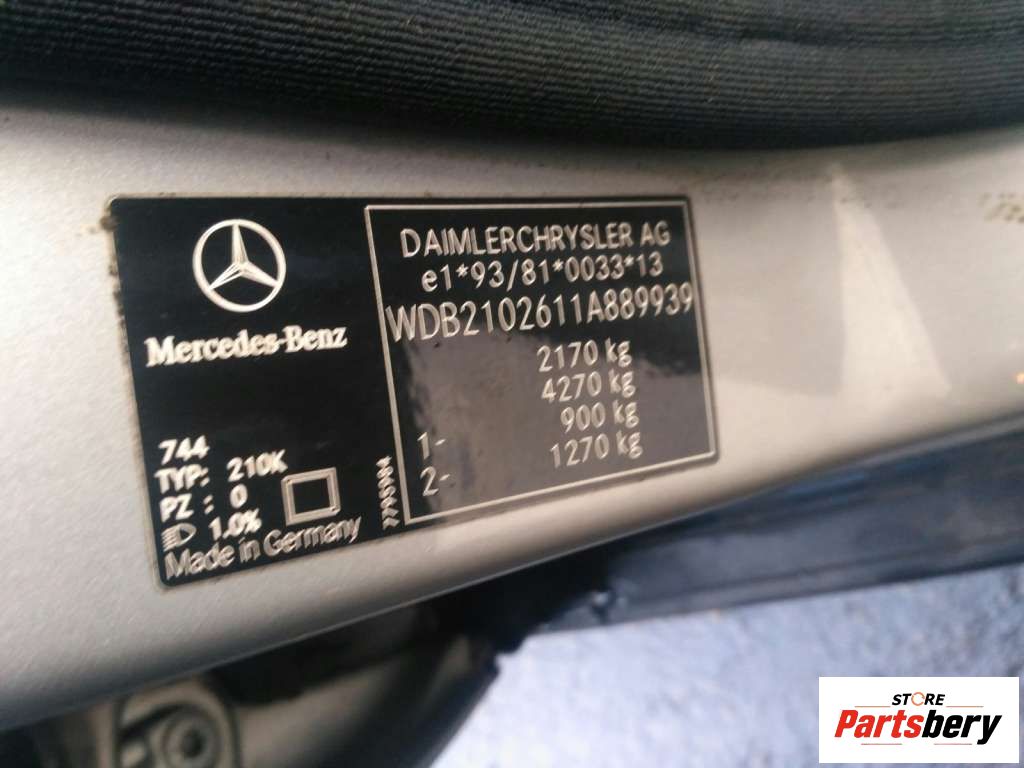 Mercedes-Benz
744
TYP: 210K
PZ : 0
1.0%
Made in Germany
7795984
DAIMLERCHRYSLER AG
e1*93/81*0033*13
WDB2102611A889939
2170 kg
4270 kg
1- 900 kg
2- 1270 kg
STORE
Partsbery